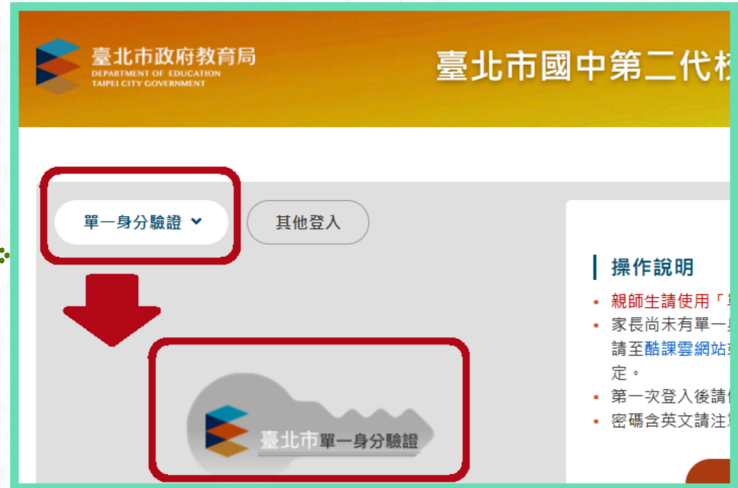 臺北市政府教育局
DEPARTMENT OF EDUCATION
TAIPEI CITY GOVERNMENT
臺北市國中第二代校
單一身分驗證
其他登入
操作說明
親師生請使用「
家長尚未有單一
請至酷課雲網站
定。
第一次登入後請
密碼含英文請注
臺北市單一身分驗證